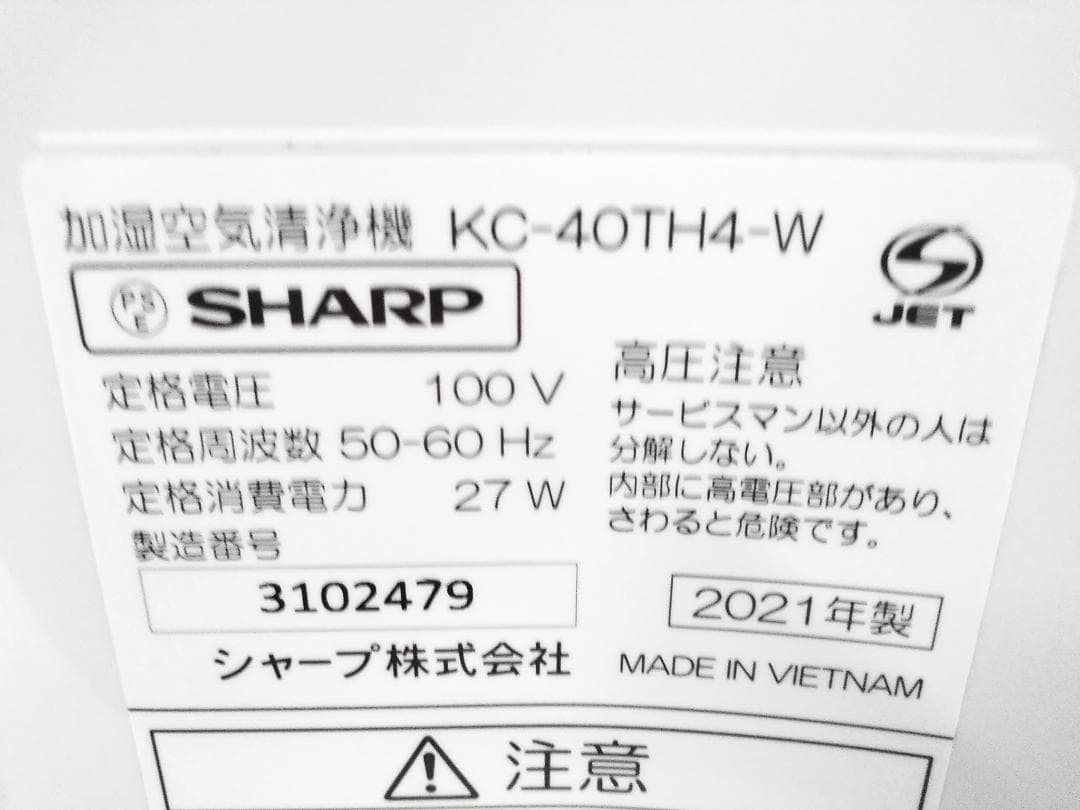 加湿空気清浄機 KC-40TH4-W
PSE SHARP
JET
定格電圧 100 V
定格周波数 50-60 Hz
定格消費電力 27 W
製造番号
3102479
シャープ株式会社
高圧注意
サービスマン以外の人は
分解しない。
内部に高電圧部があり、
さわると危険です。
2021年製
MADE IN VIETNAM
注意